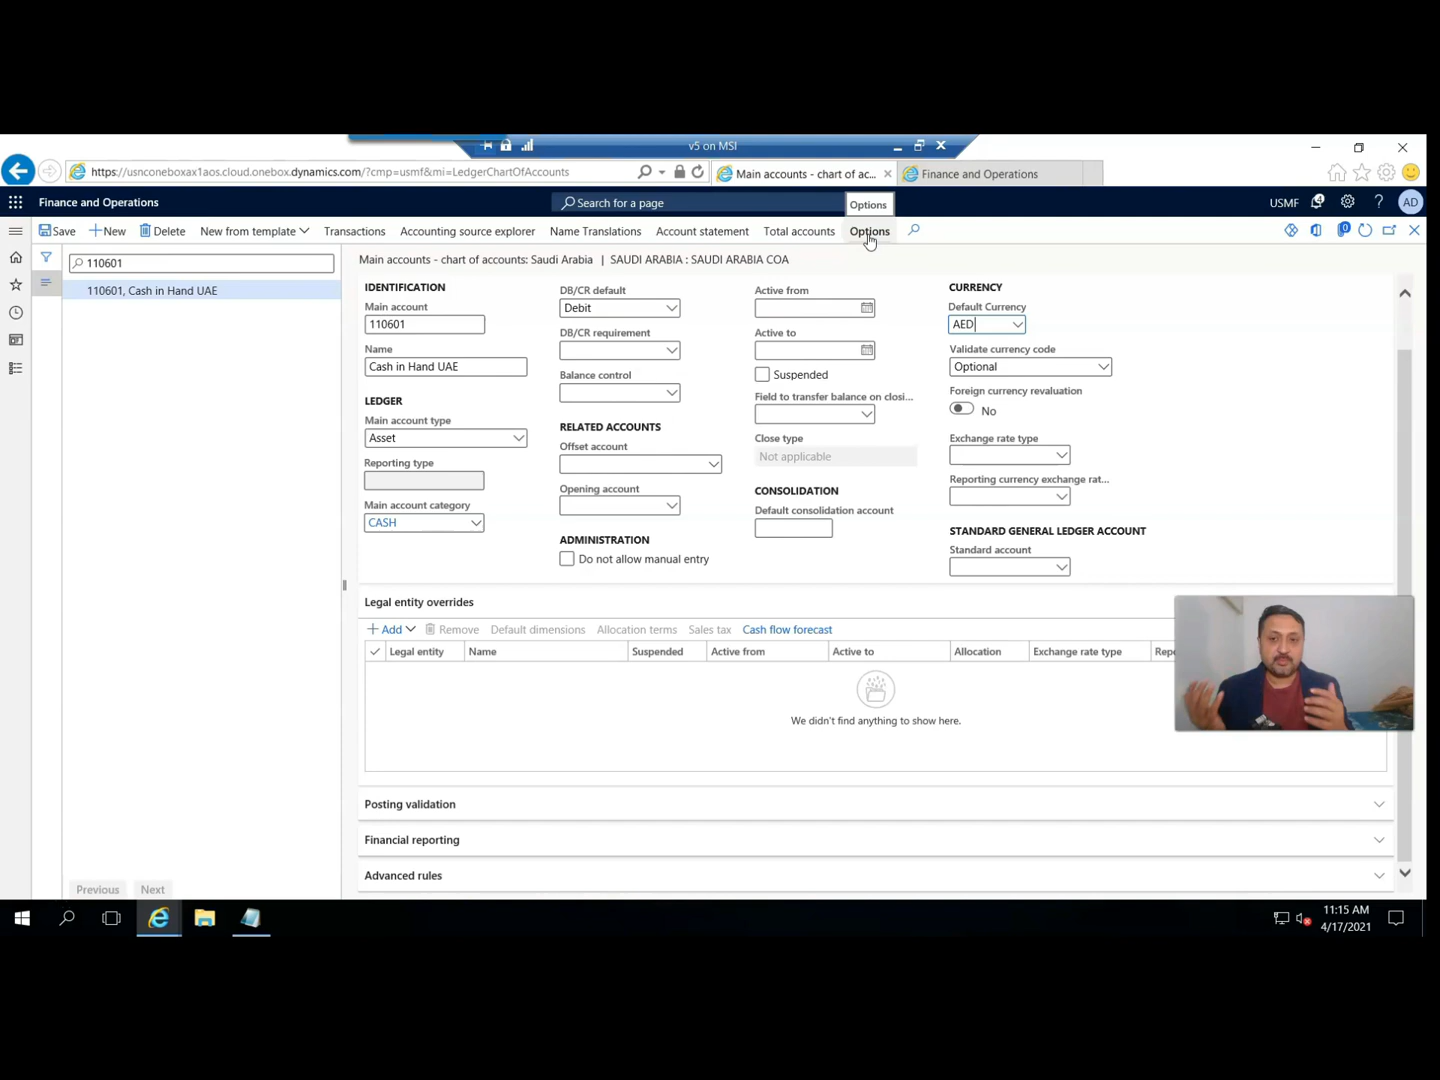 v5 on MSI
https://usnconeboxax1aos.cloud.onebox.dynamics.com/?cmp=usmf&mi=LedgerChartOfAccounts
Main accounts - chart of ac...
Finance and Operations
Finance and Operations
Search for a page
Options
USMF
4
?
AD
Save
New
Delete
New from template
Transactions
Accounting source explorer
Name Translations
Account statement
Total accounts
Options
0
110601
110601, Cash in Hand UAE
Previous
Next
Main accounts - chart of accounts: Saudi Arabia | SAUDI ARABIA : SAUDI ARABIA COA
IDENTIFICATION
Main account
110601
Name
Cash in Hand UAE
LEDGER
Main account type
Asset
Reporting type
Main account category
CASH
DB/CR default
Debit
DB/CR requirement
Balance control
RELATED ACCOUNTS
Offset account
Opening account
ADMINISTRATION
Do not allow manual entry
Active from
Active to
Suspended
Field to transfer balance on closi...
Close type
Not applicable
CONSOLIDATION
Default consolidation account
CURRENCY
Default Currency
AED
Validate currency code
Optional
Foreign currency revaluation
No
Exchange rate type
Reporting currency exchange rat...
STANDARD GENERAL LEDGER ACCOUNT
Standard account
Legal entity overrides
Add
Remove
Default dimensions
Allocation terms
Sales tax
Cash flow forecast
Legal entity
Name
Suspended
Active from
Active to
Allocation
Exchange rate type
Repo
We didn't find anything to show here.
Posting validation
Financial reporting
Advanced rules
11:15 AM
4/17/2021